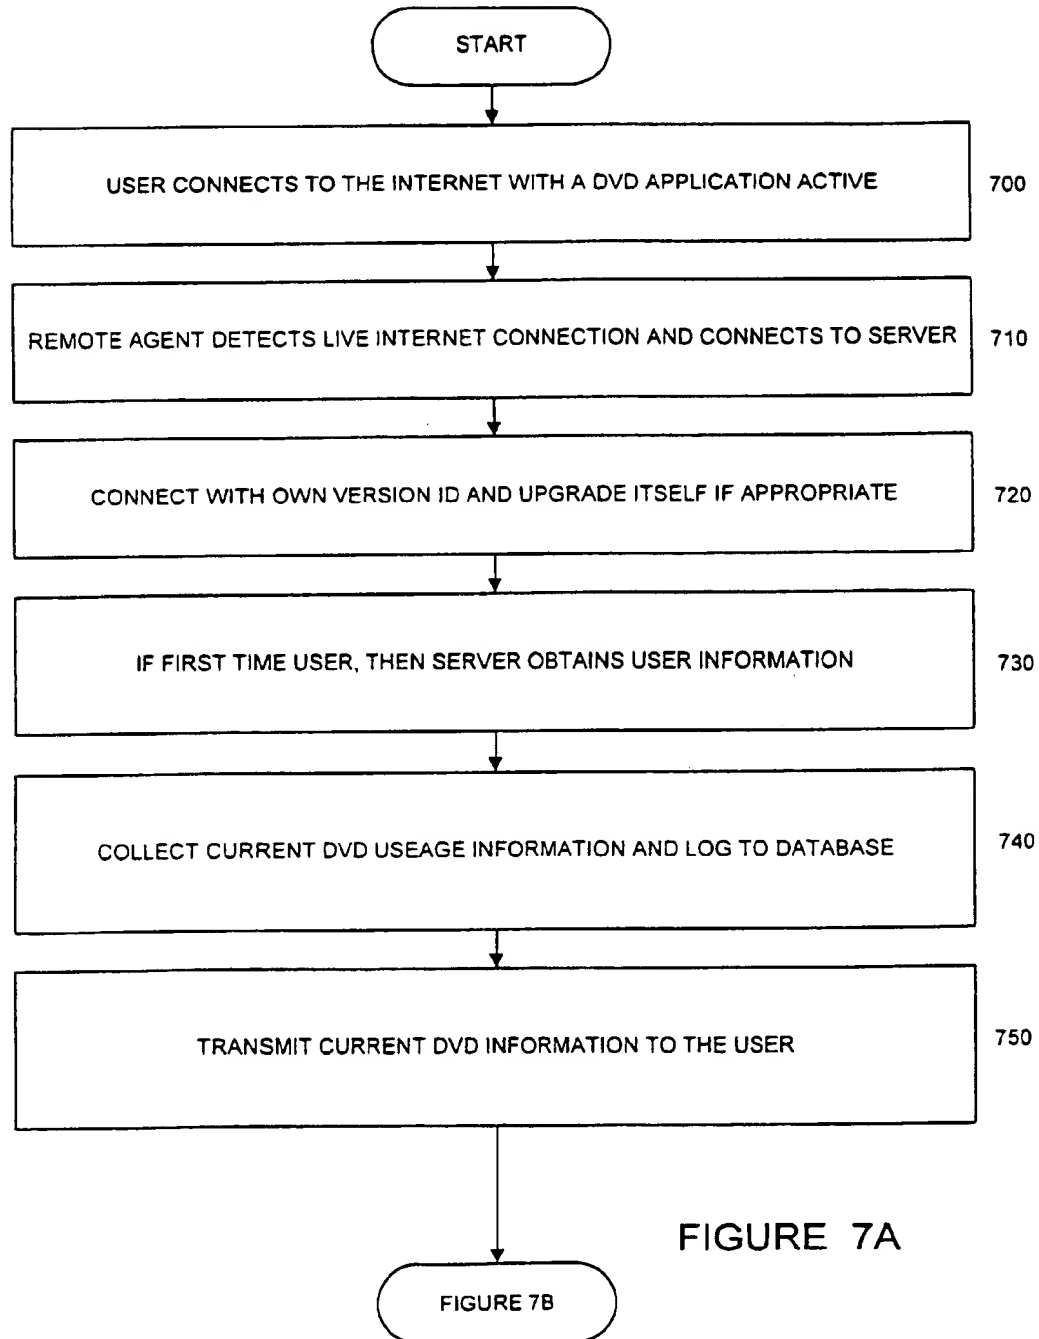 START
USER CONNECTS TO THE INTERNET WITH A DVD APPLICATION ACTIVE
700
REMOTE AGENT DETECTS LIVE INTERNET CONNECTION AND CONNECTS TO SERVER
710
CONNECT WITH OWN VERSION ID AND UPGRADE ITSELF IF APPROPRIATE
720
IF FIRST TIME USER, THEN SERVER OBTAINS USER INFORMATION
730
COLLECT CURRENT DVD USEAGE INFORMATION AND LOG TO DATABASE
740
TRANSMIT CURRENT DVD INFORMATION TO THE USER
750
FIGURE 7A
FIGURE 7B